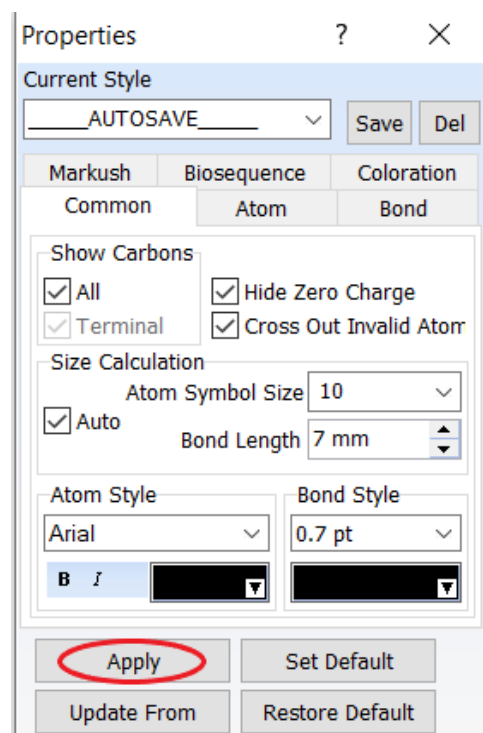 Properties ? ×
Current Style
_____AUTOSAVE_____ Save Del
Markush Biosequence Coloration
Common Atom Bond
Show Carbons
All Hide Zero Charge
Terminal Cross Out Invalid Atom
Size Calculation
Atom Symbol Size 10
Auto
Bond Length 7 mm
Atom Style Bond Style
Arial 0.7 pt
B I
Apply Set Default
Update From Restore Default